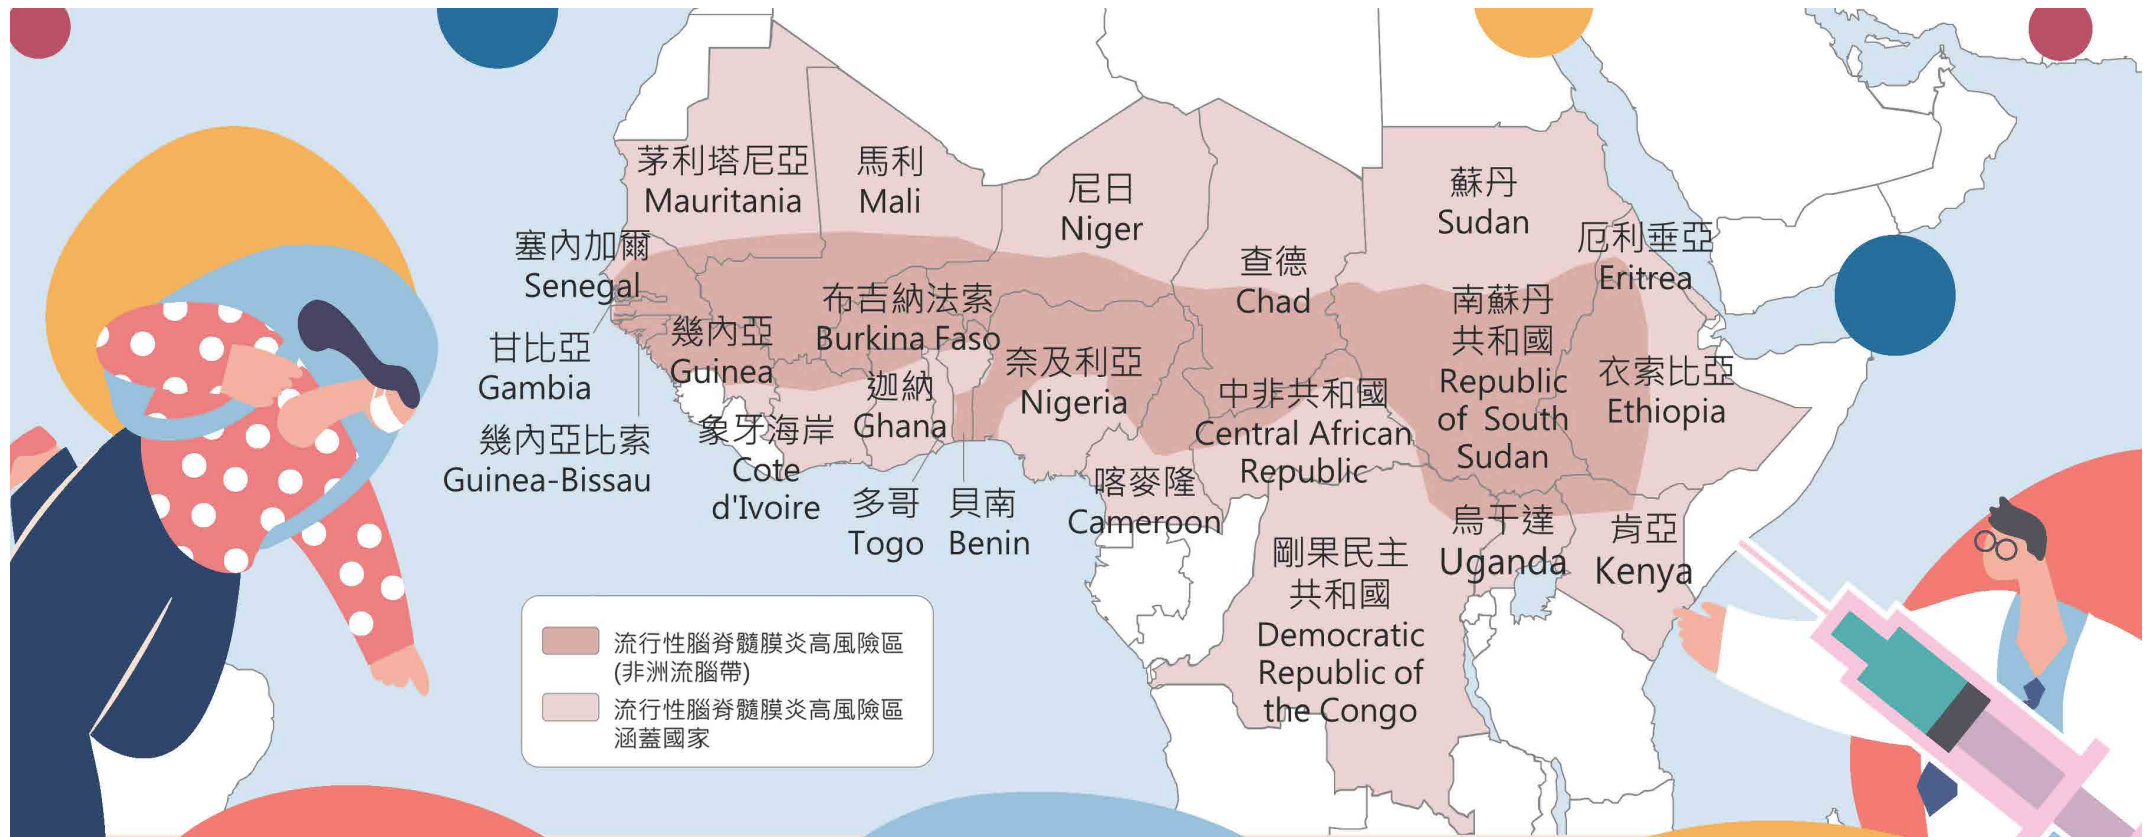 茅利塔尼亞
Mauritania
馬利
Mali
尼日
Niger
查德
Chad
蘇丹
Sudan
厄利垂亞
Eritrea
塞內加爾
Senegal
甘比亞
Gambia
幾內亞比索
Guinea-Bissau
幾內亞
Guinea
布吉納法索
Burkina Faso
象牙海岸
Cote
d'Ivoire
迦納
Ghana
多哥
Togo
貝南
Benin
奈及利亞
Nigeria
喀麥隆
Cameroon
中非共和國
Central African
Republic
南蘇丹
共和國
Republic
of South
Sudan
衣索比亞
Ethiopia
剛果民主
共和國
Democratic
Republic of
the Congo
烏干達
Uganda
肯亞
Kenya
流行性腦脊髓膜炎高風險區
(非洲流腦帶)
流行性腦脊髓膜炎高風險區
涵蓋國家